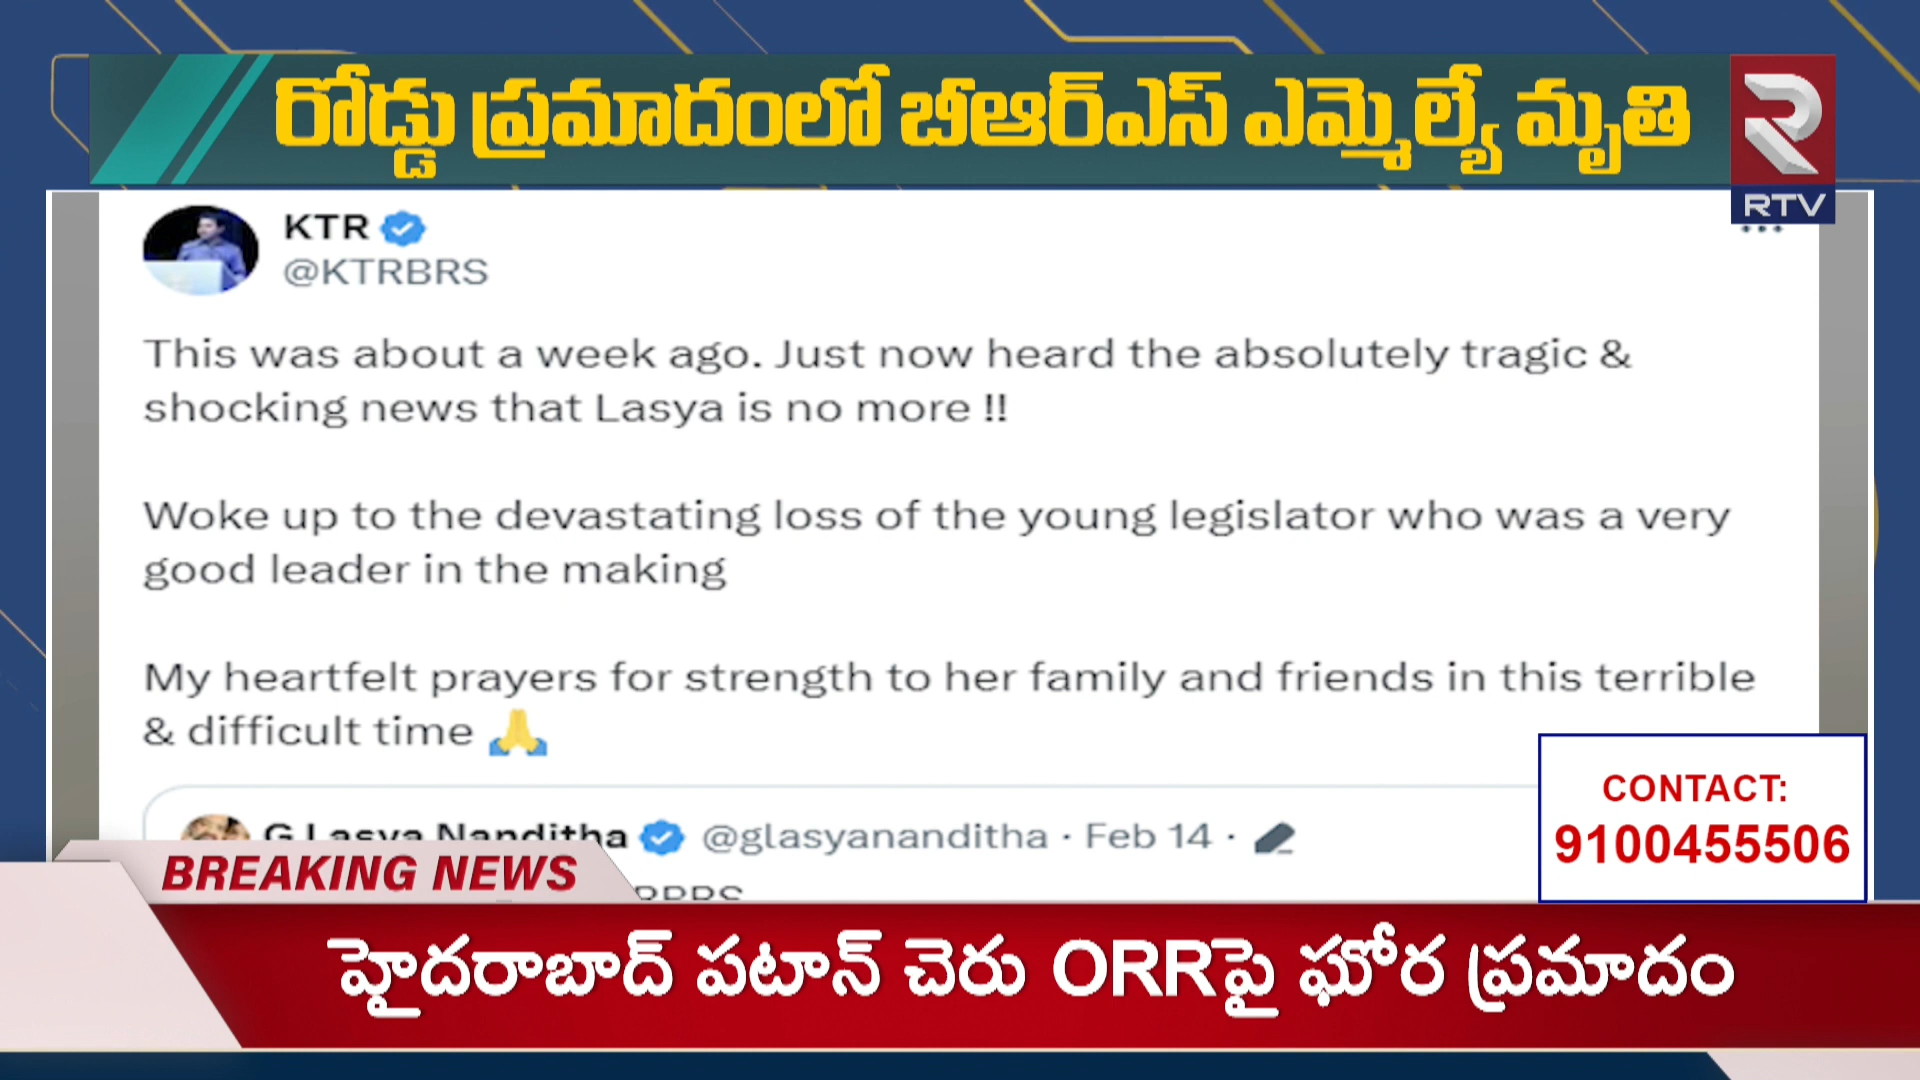 రోడ్డు ప్రమాదంలో బీఆర్ఎస్ ఎమ్మెల్యే మృతి
RTV
KTR
@KTRBRS
This was about a week ago. Just now heard the absolutely tragic &
shocking news that Lasya is no more !!
Woke up to the devastating loss of the young legislator who was a very
good leader in the making
My heartfelt prayers for strength to her family and friends in this terrible
& difficult time 🙏
G Lasya Nanditha @glasyananditha · Feb 14 ·
CONTACT:
9100455506
BREAKING NEWS
హైదరాబాద్ పటాన్ చెరు ORRపై ఘోర ప్రమాదం